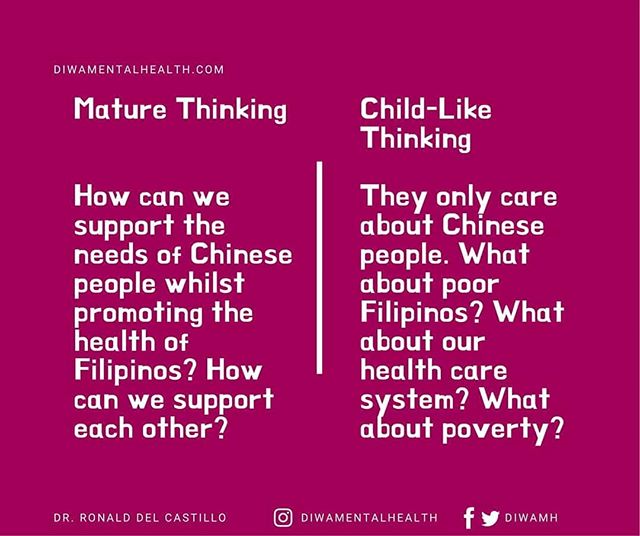 DIWAMENTALHEALTH.COM
Mature Thinking
How can we
support the
needs of Chinese
people whilst
promoting the
health of
Filipinos? How
can we support
each other?
Child-Like
Thinking
They only care
about Chinese
people. What
about poor
Filipinos? What
about our
health care
system? What
about poverty?
DR. RONALD DEL CASTILLO
DIWAMENTALHEALTH
DIWAMH